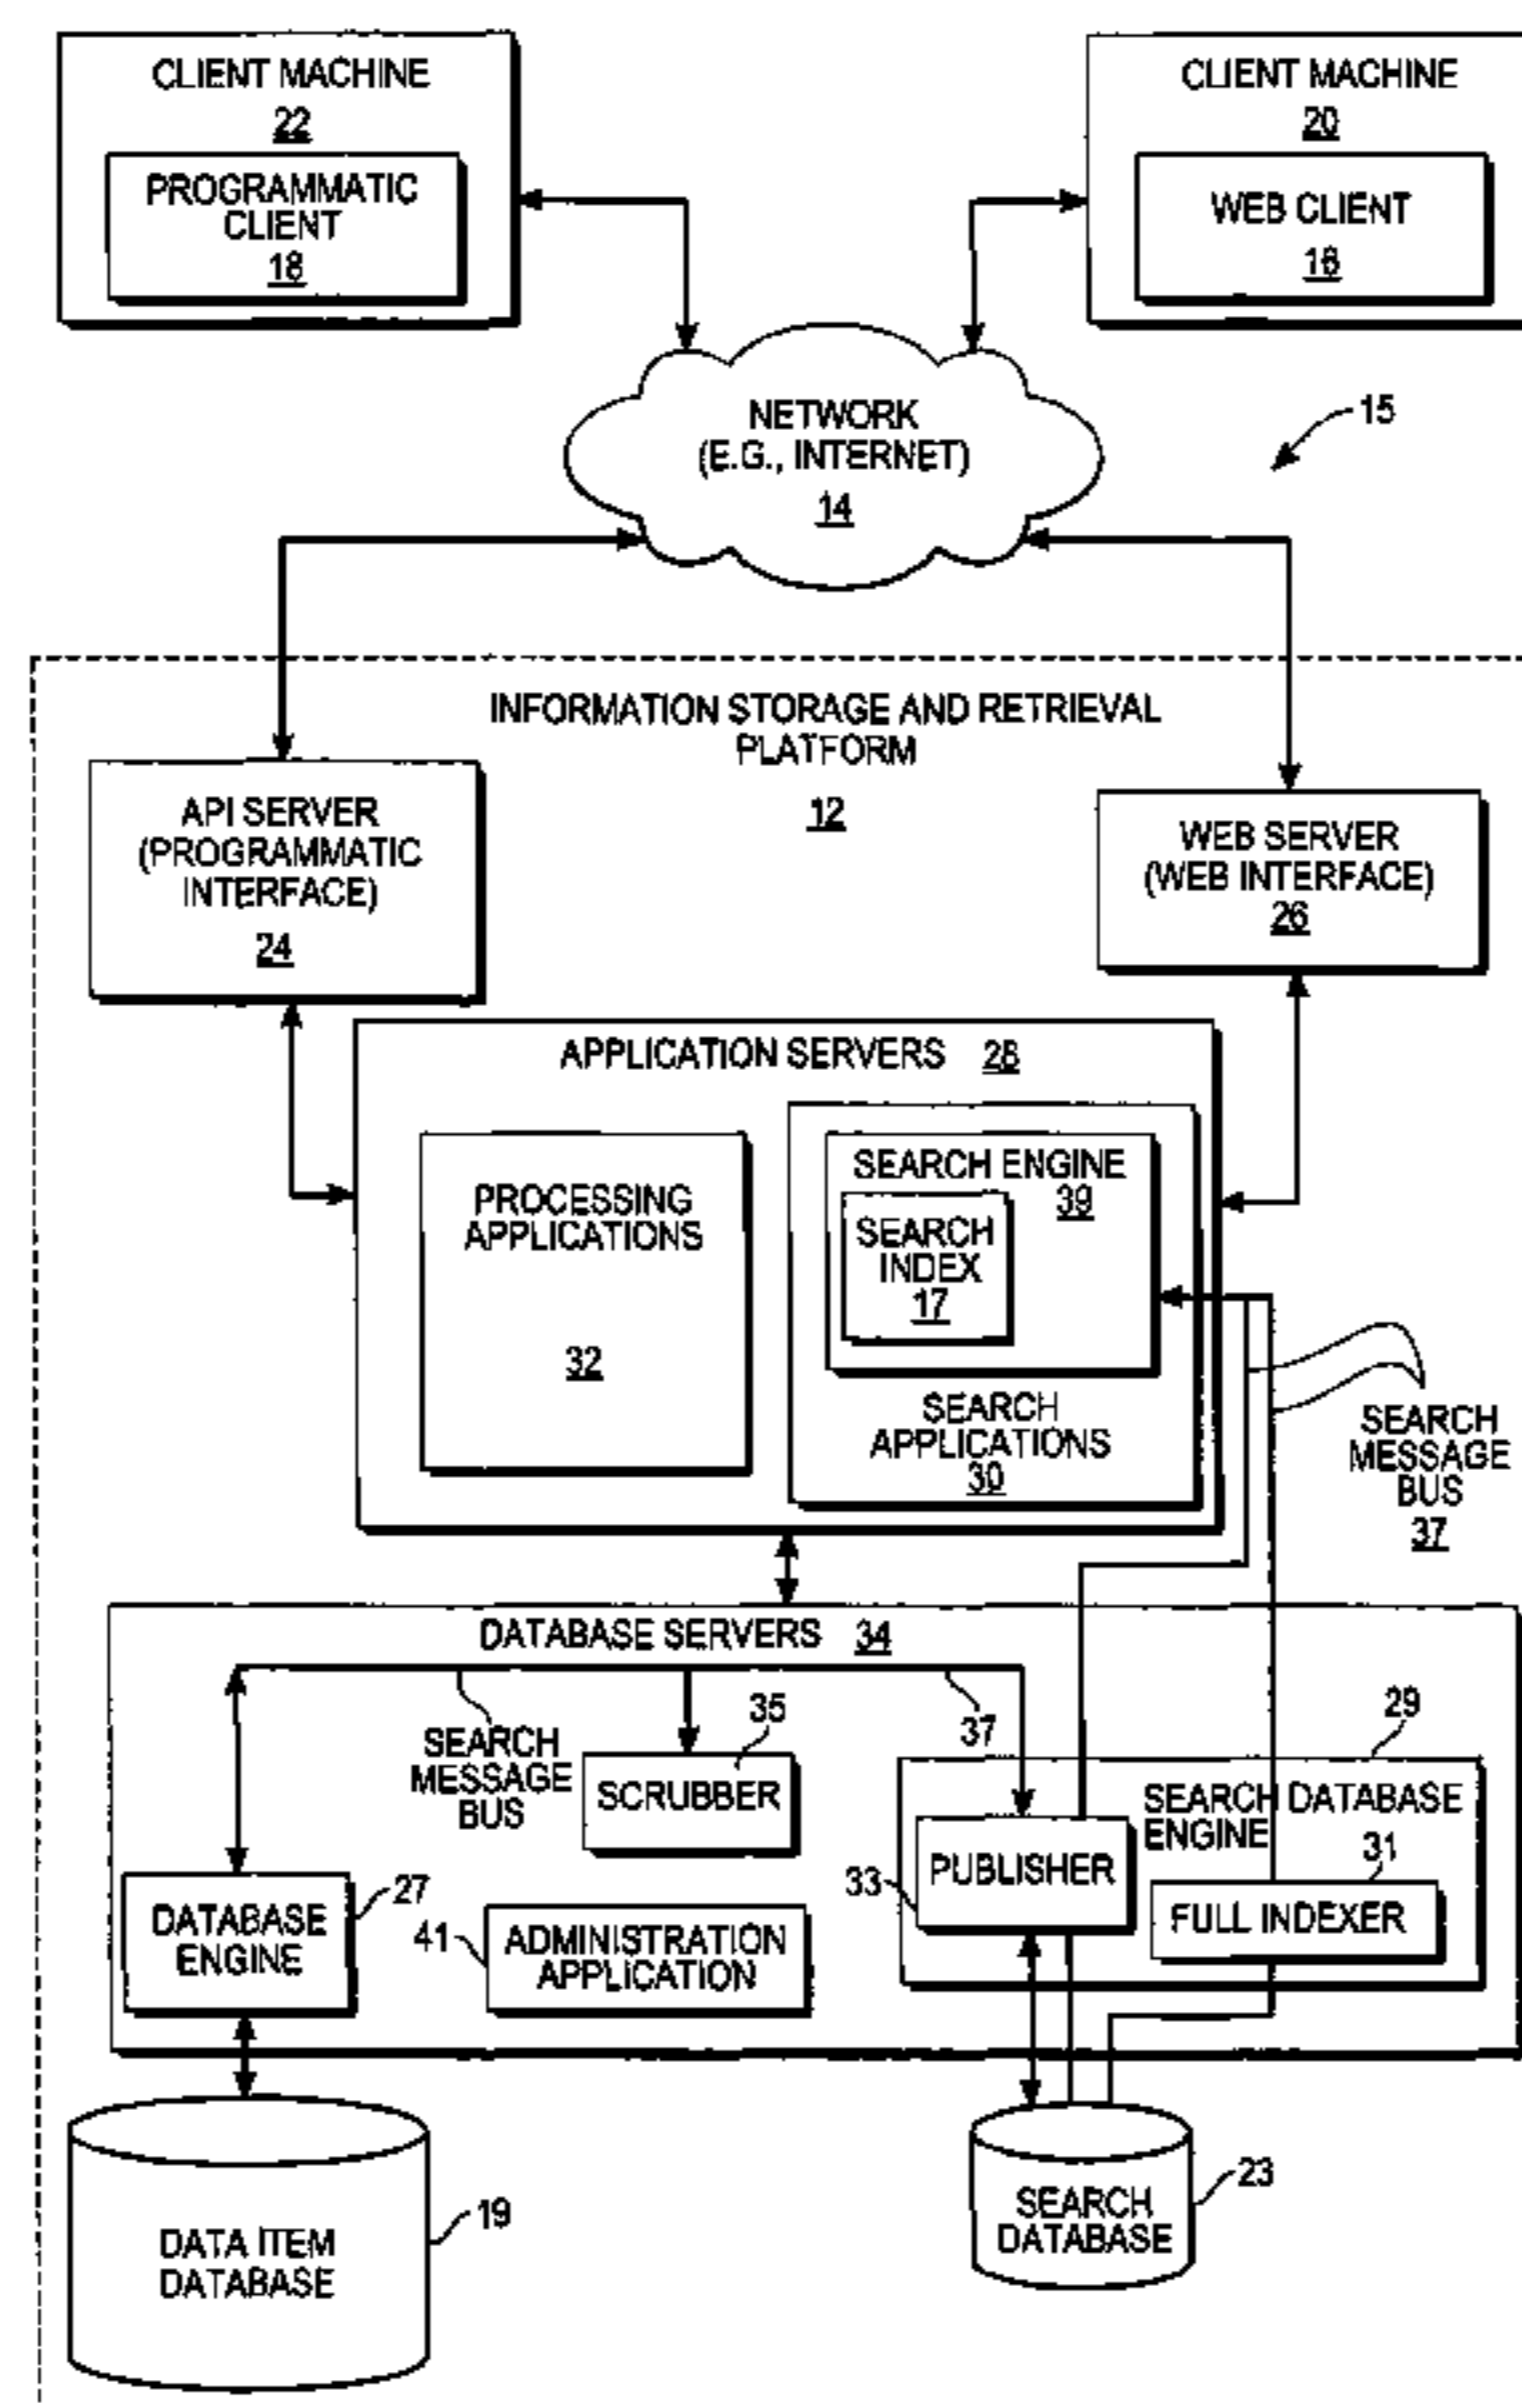 CLIENT MACHINE
22
PROGRAMMATIC
CLIENT
18
CLIENT MACHINE
20
WEB CLIENT
16
NETWORK
(E.G., INTERNET)
14
15
INFORMATION STORAGE AND RETRIEVAL
PLATFORM
12
API SERVER
(PROGRAMMATIC
INTERFACE)
24
WEB SERVER
(WEB INTERFACE)
26
APPLICATION SERVERS 28
PROCESSING
APPLICATIONS
32
SEARCH ENGINE
39
SEARCH
INDEX
17
SEARCH
APPLICATIONS
30
SEARCH
MESSAGE
BUS
37
DATABASE SERVERS 34
SEARCH
MESSAGE
BUS
35
SCRUBBER
37
29
SEARCH DATABASE
ENGINE
33
PUBLISHER
31
FULL INDEXER
27
DATABASE
ENGINE
41
ADMINISTRATION
APPLICATION
19
DATA ITEM
DATABASE
23
SEARCH
DATABASE